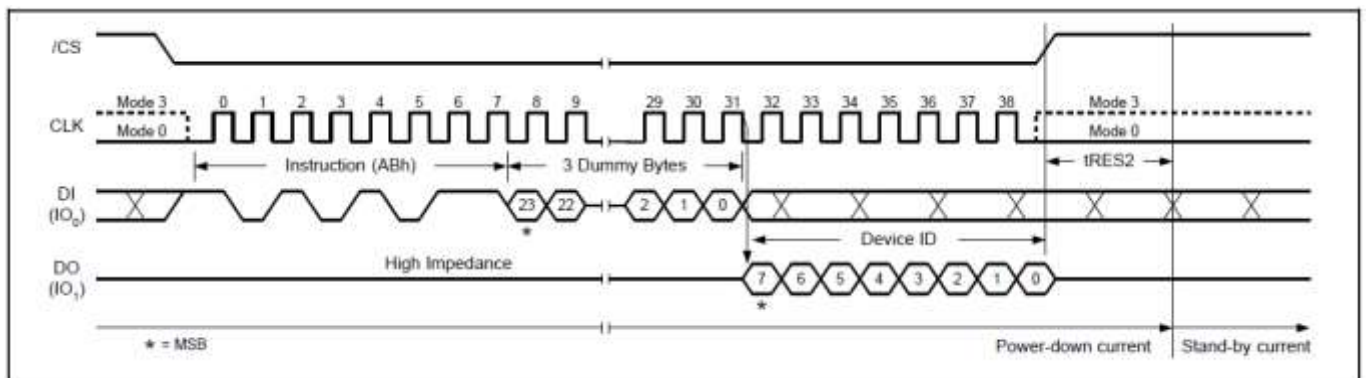 /CS
Mode 3 0 1 2 3 4 5 6 7 8 9 29 30 31 32 33 34 35 36 37 38 Mode 3
CLK
Mode 0 Mode 0
Instruction (ABh) 3 Dummy Bytes tRES2
DI
(IO₀)
23 22 2 1 0
*
Device ID
High Impedance
DO
(IO₁)
7 6 5 4 3 2 1 0
*
* = MSB Power-down current Stand-by current